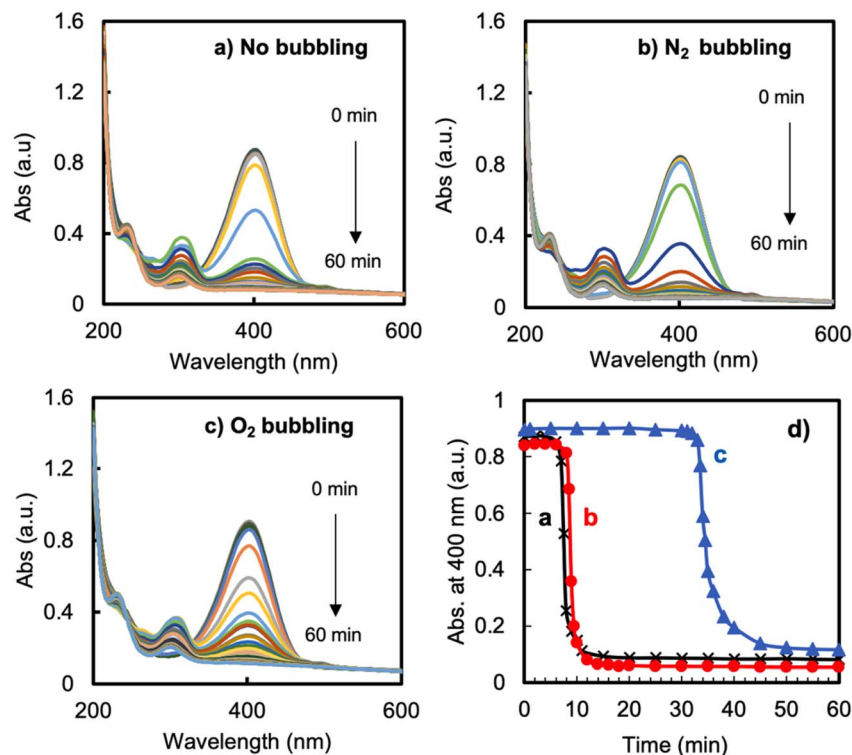 a) No bubbling
0 min
60 min
Abs (a.u)
1.6
1.2
0.8
0.4
0
200
400
600
Wavelength (nm)
b) N₂ bubbling
0 min
60 min
Abs (a.u.)
1.6
1.2
0.8
0.4
0
200
400
600
Wavelength (nm)
c) O₂ bubbling
0 min
60 min
Abs (a.u.)
1.6
1.2
0.8
0.4
0
200
400
600
Wavelength (nm)
d)
c
a
b
Abs. at 400 nm (a.u.)
1
0.8
0.6
0.4
0.2
0
0
10
20
30
40
50
60
Time (min)